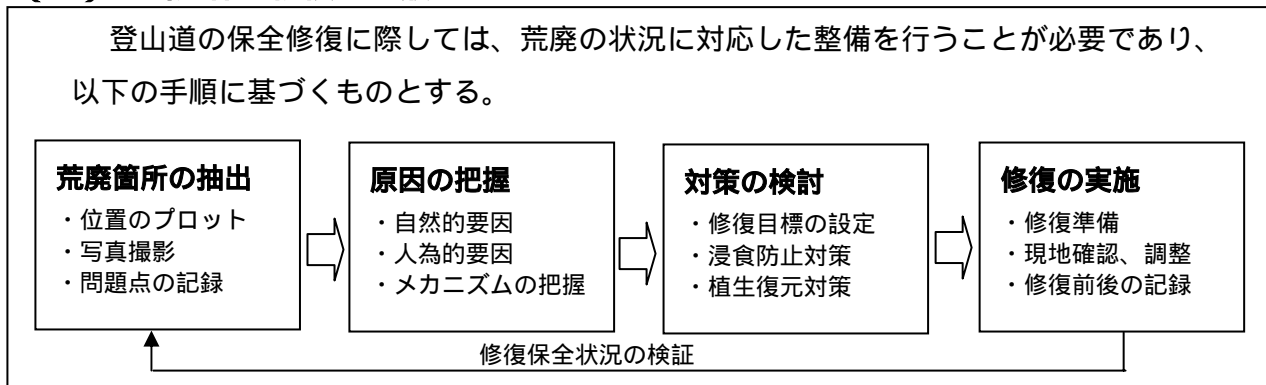 登山道の保全修復に際しては、荒廃の状況に対応した整備を行うことが必要であり、
以下の手順に基づくものとする。
荒廃箇所の抽出
・位置のプロット
・写真撮影
・問題点の記録
原因の把握
・自然的要因
・人為的要因
・メカニズムの把握
対策の検討
・修復目標の設定
・浸食防止対策
・植生復元対策
修復の実施
・修復準備
・現地確認、調整
・修復前後の記録
修復保全状況の検証